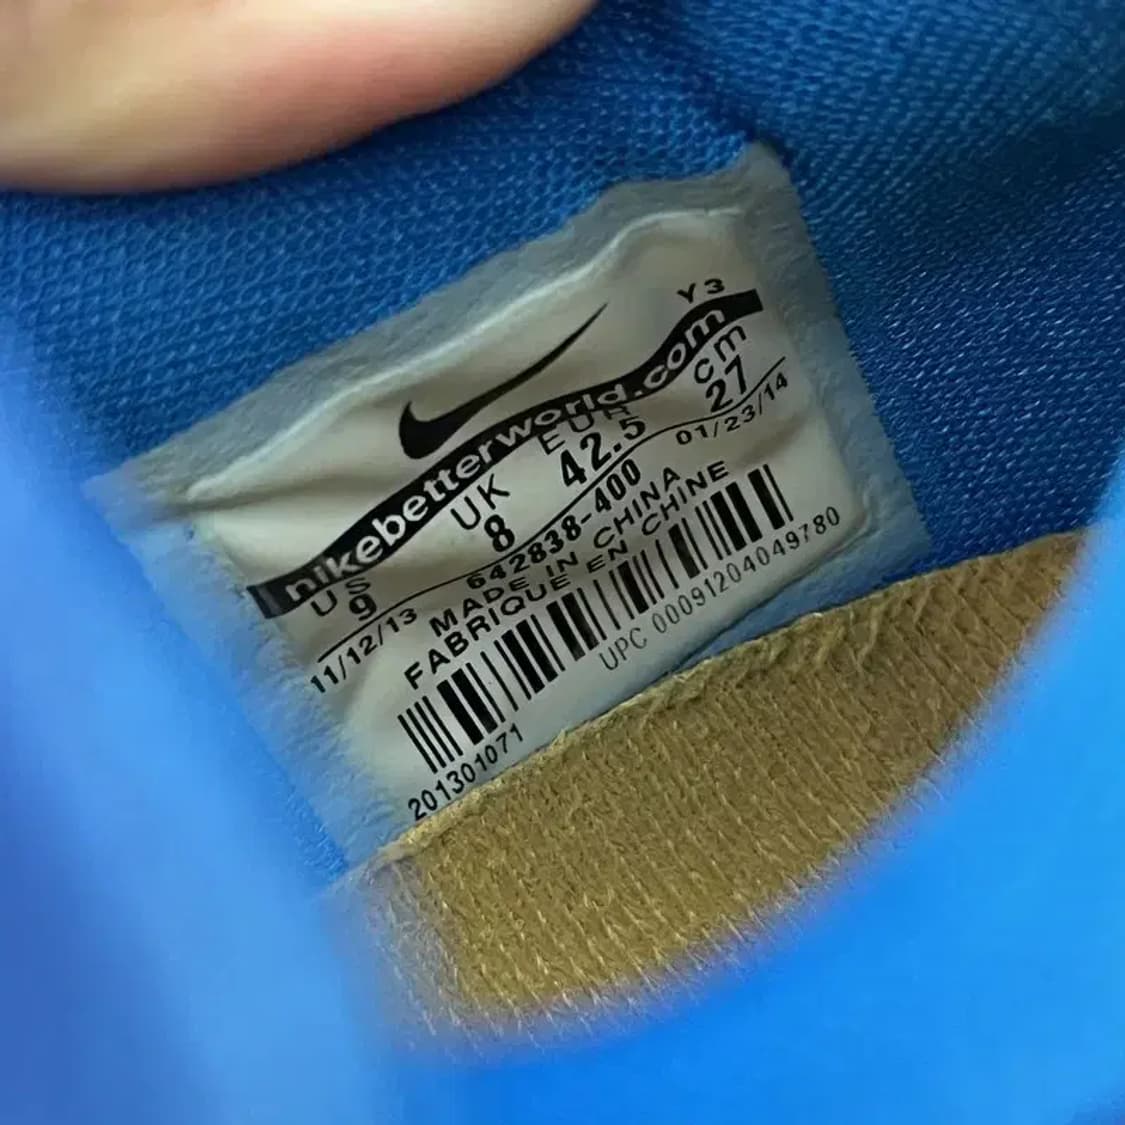 Y3
nikebetterworld.com
US UK EUR cm
9 8 42.5 27
11/12/13 642838-400 01/23/14
MADE IN CHINA
FABRIQUE EN CHINE
201301071 UPC 00091204049780